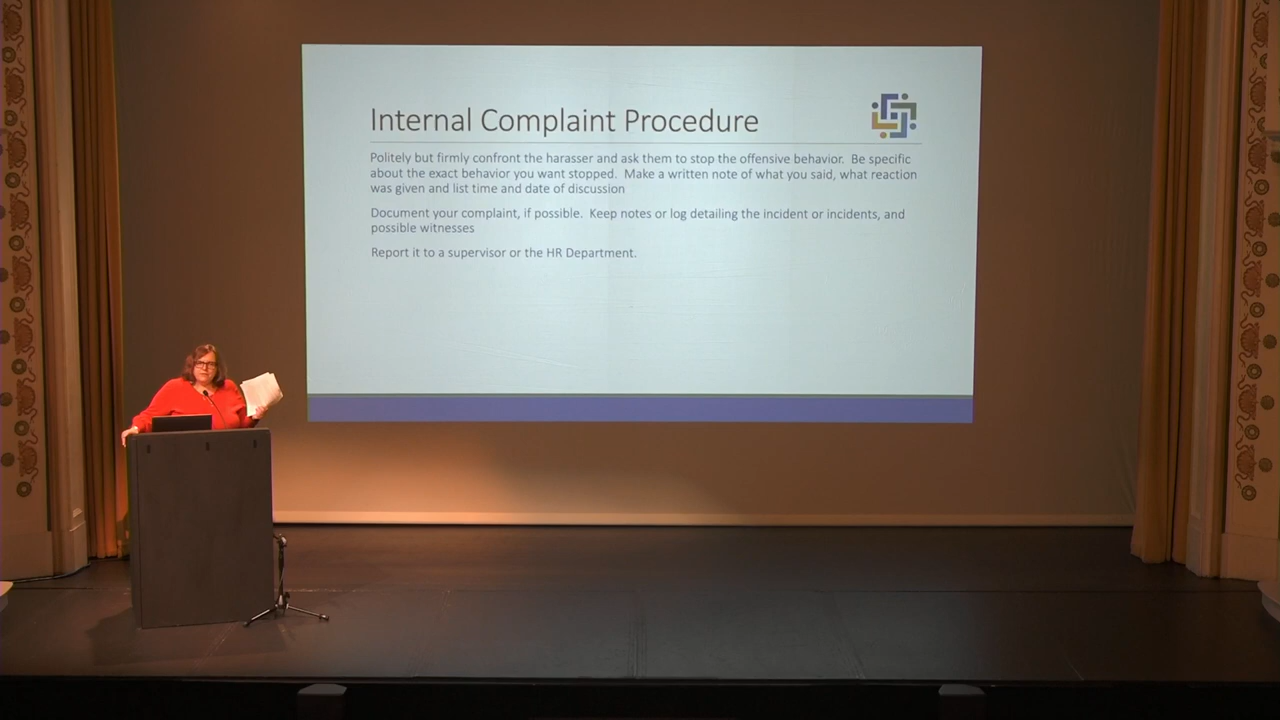 Internal Complaint Procedure
Politely but firmly confront the harasser and ask them to stop the offensive behavior.  Be specific
about the exact behavior you want stopped.  Make a written note of what you said, what reaction
was given and list time and date of discussion
Document your complaint, if possible.  Keep notes or log detailing the incident or incidents, and
possible witnesses
Report it to a supervisor or the HR Department.